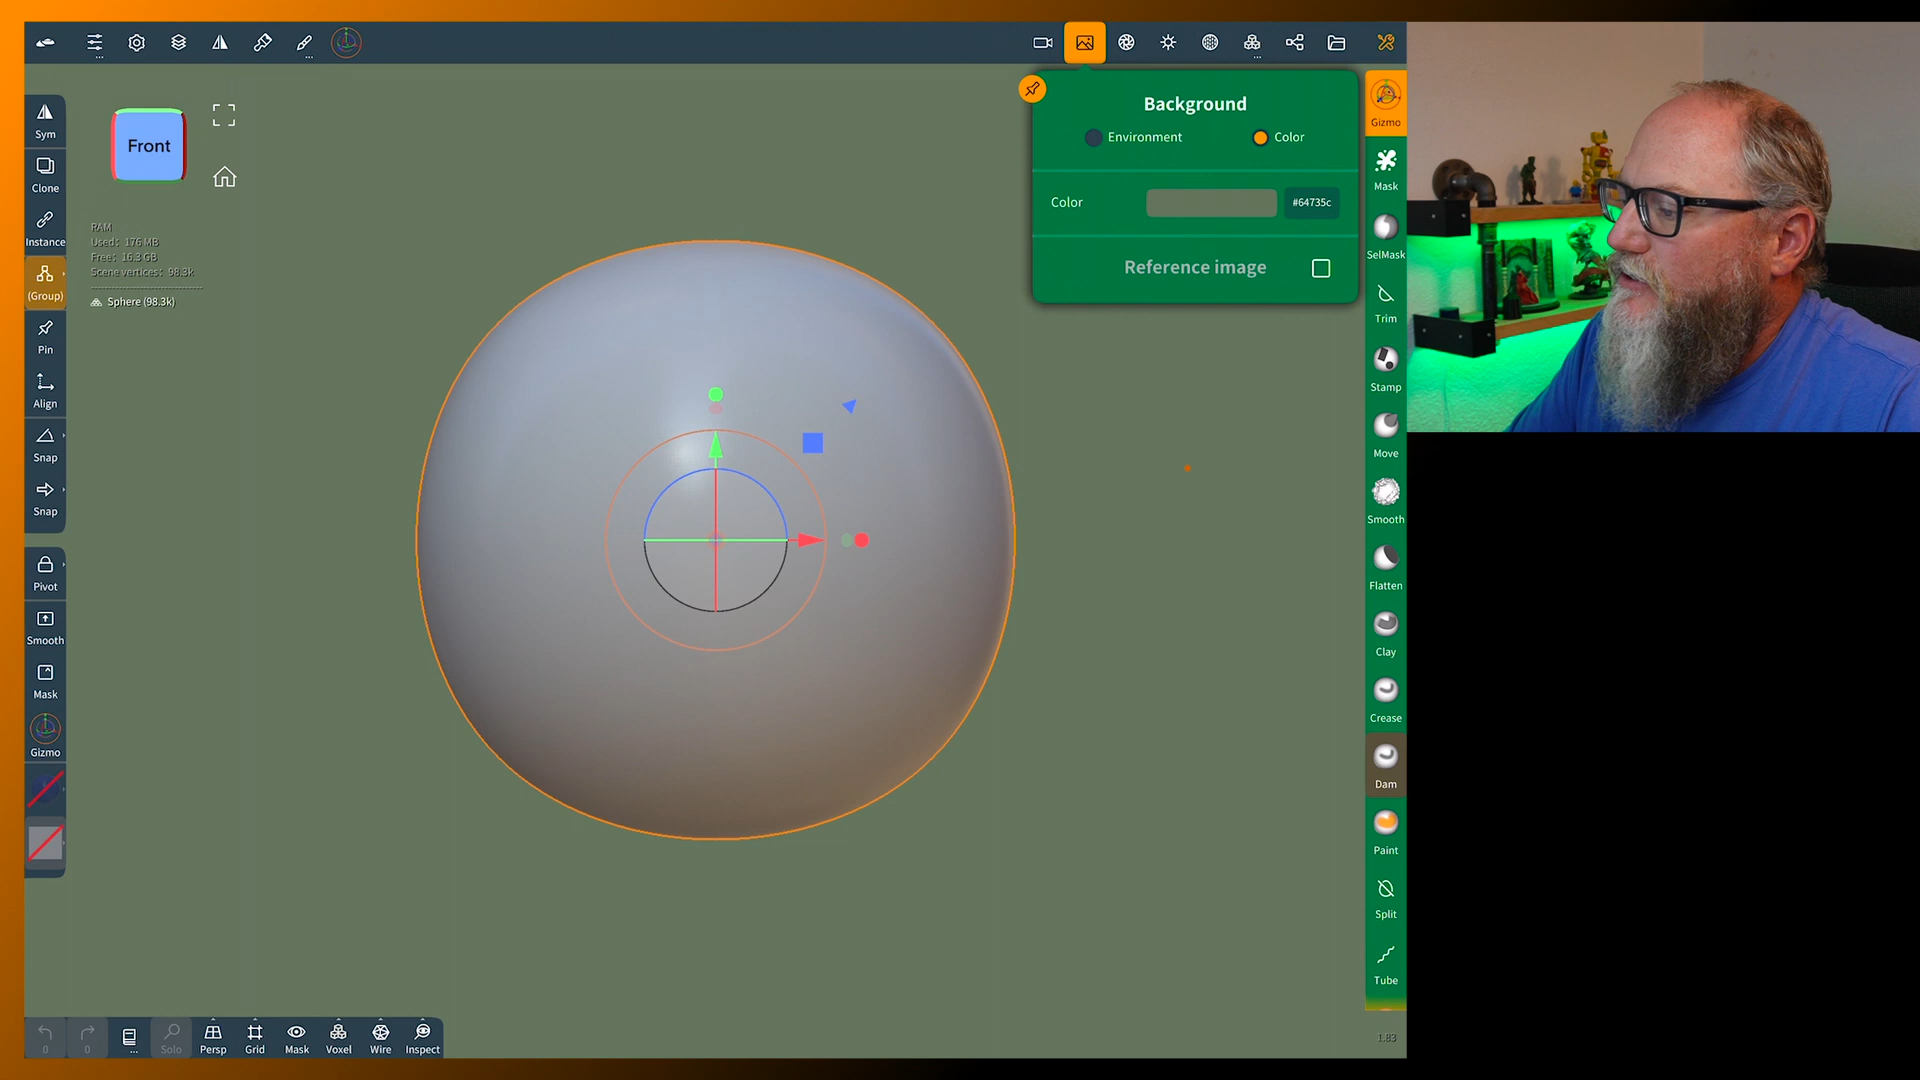 Sym
Clone
Instance
(Group)
Pin
Align
Snap
Snap
Pivot
Smooth
Mask
Gizmo
Front
RAM
Used: 176 MB
Free: 16.3 GB
Scene vertices: 98.3k
Sphere (98.3k)
Background
Environment
Color
Color
#64735c
Reference image
Gizmo
Mask
SelMask
Trim
Stamp
Move
Smooth
Flatten
Clay
Crease
Dam
Paint
Split
Tube
1.83
0
0
...
Solo
Persp
Grid
Mask
Voxel
Wire
Inspect